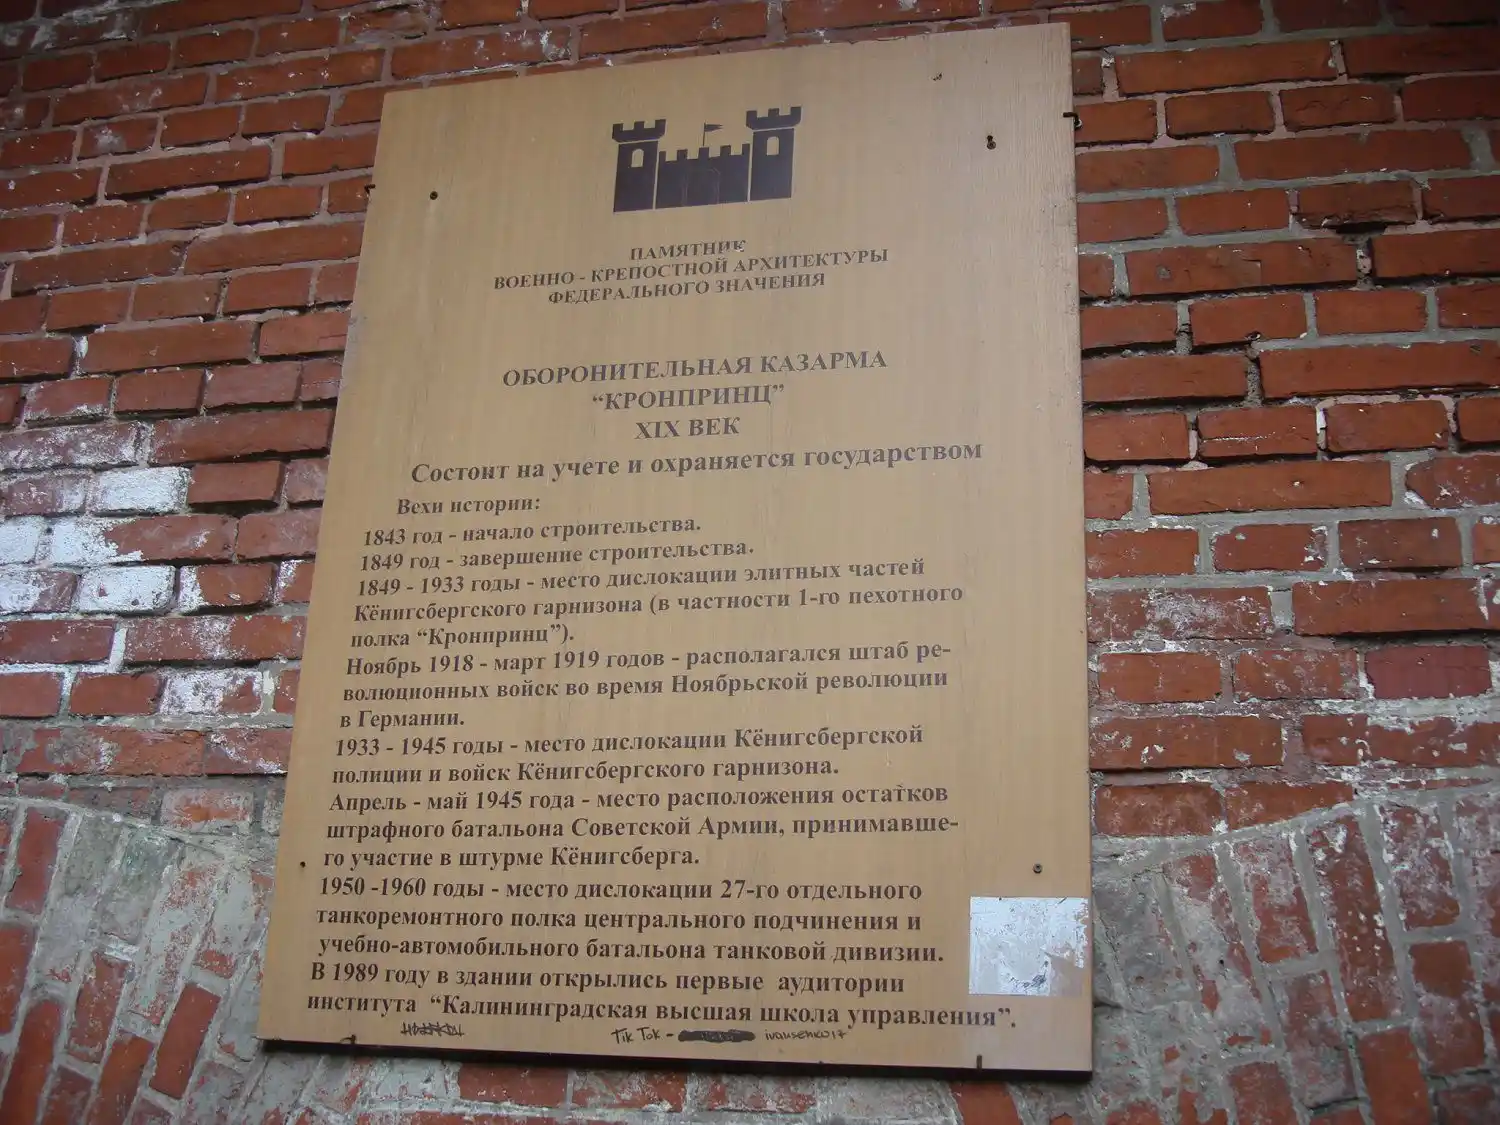 ПАМЯТНИК
ВОЕННО - КРЕПОСТНОЙ АРХИТЕКТУРЫ
ФЕДЕРАЛЬНОГО ЗНАЧЕНИЯ
ОБОРОНИТЕЛЬНАЯ КАЗАРМА
“КРОНПРИНЦ”
XIX ВЕК
Состоит на учете и охраняется государством
Вехи истории:
1843 год - начало строительства.
1849 год - завершение строительства.
1849 - 1933 годы - место дислокации элитных частей
Кёнигсбергского гарнизона (в частности 1-го пехотного
полка “Кронпринц”).
Ноябрь 1918 - март 1919 годов - располагался штаб ре-
волюционных войск во время Ноябрьской революции
в Германии.
1933 - 1945 годы - место дислокации Кёнигсбергской
полиции и войск Кёнигсбергского гарнизона.
Апрель - май 1945 года - место расположения остатков
штрафного батальона Советской Армии, принимавше-
го участие в штурме Кёнигсберга.
1950 -1960 годы - место дислокации 27-го отдельного
танкоремонтного полка центрального подчинения и
учебно-автомобильного батальона танковой дивизии.
В 1989 году в здании открылись первые аудитории
института “Калининградская высшая школа управления”.
Tik Tok -